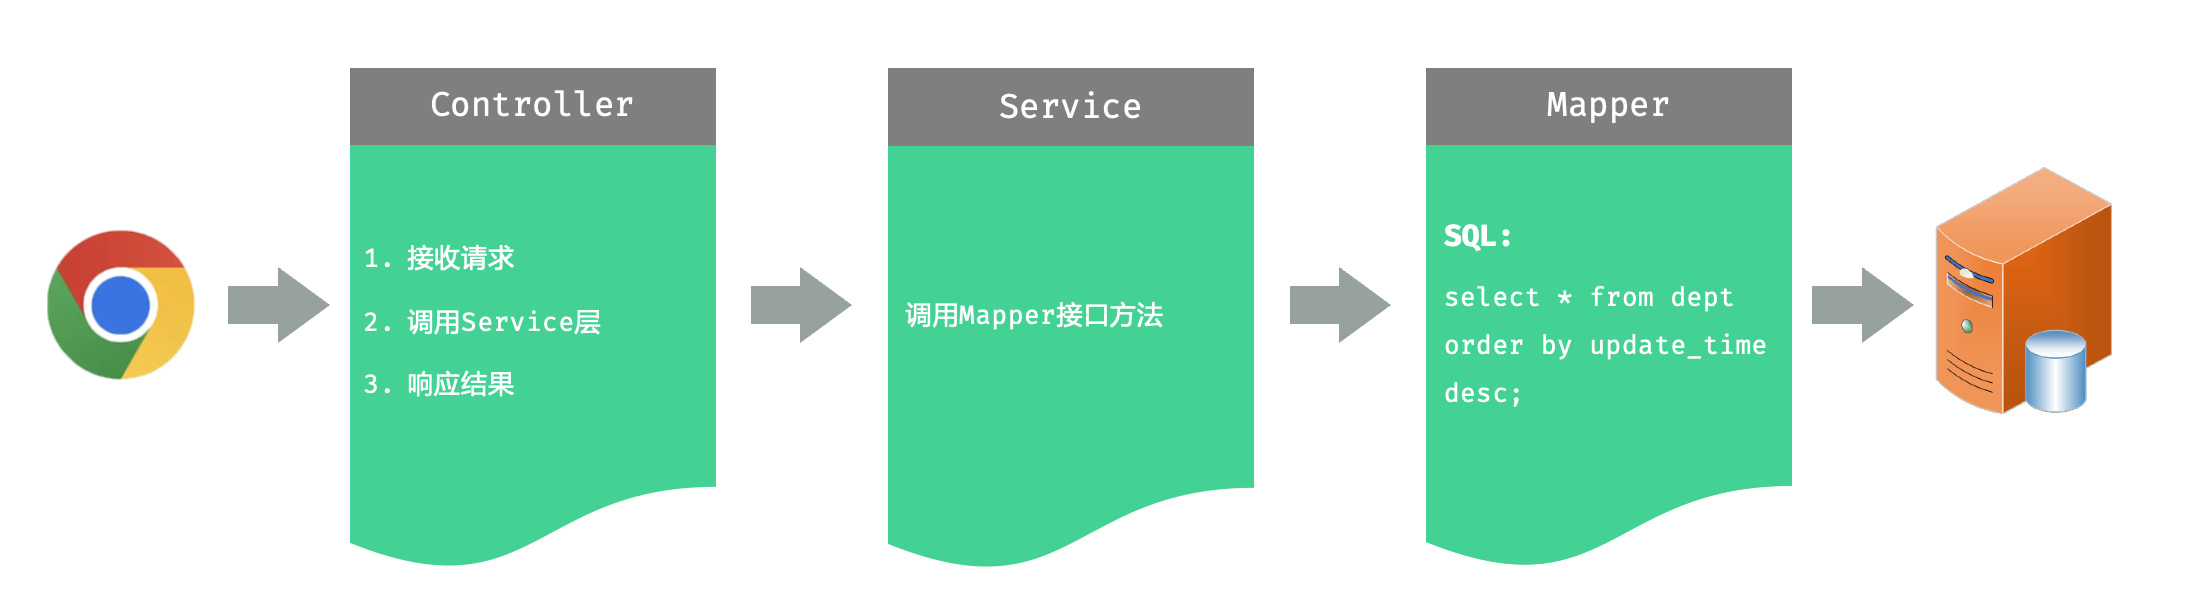 Controller
1. 接收请求
2. 调用Service层
3. 响应结果
Service
调用Mapper接口方法
Mapper
SQL:
select * from dept
order by update_time
desc;